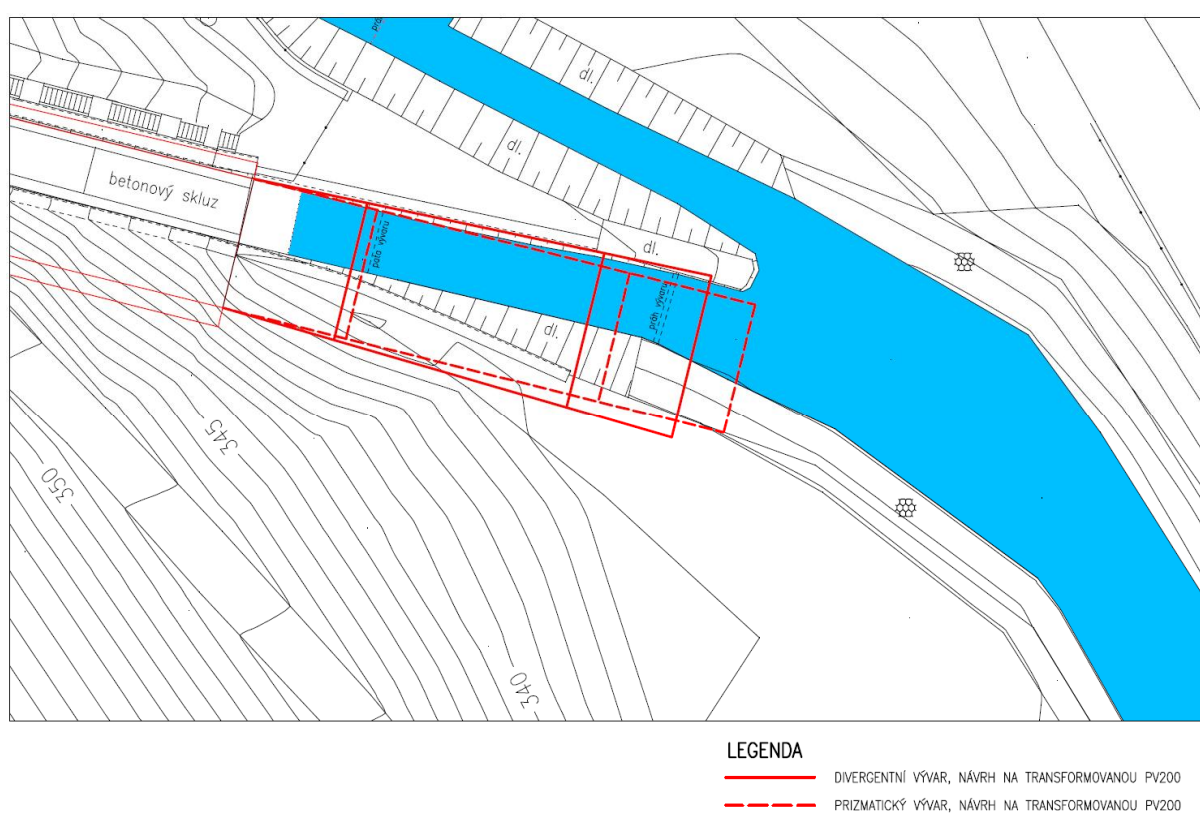 prá
dl.
dl.
betonový skluz
dl.
pata vývaru
práh vývaru
dl.
345
350
340
LEGENDA
DIVERGENTNÍ VÝVAR, NÁVRH NA TRANSFORMOVANOU PV200
PRIZMATICKÝ VÝVAR, NÁVRH NA TRANSFORMOVANOU PV200